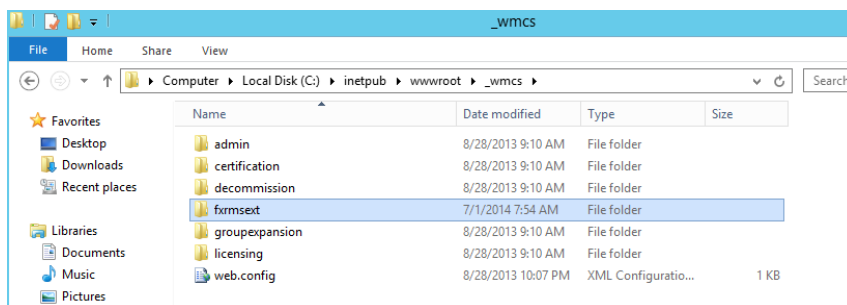 _wmcs
File Home Share View
Computer Local Disk (C:) inetpub wwwroot _wmcs Search
Name Date modified Type Size
Favorites
Desktop
Downloads
Recent places
Libraries
Documents
Music
Pictures
admin 8/28/2013 9:10 AM File folder
certification 8/28/2013 9:10 AM File folder
decommission 8/28/2013 9:10 AM File folder
fxrmsext 7/1/2014 7:54 AM File folder
groupexpansion 8/28/2013 9:10 AM File folder
licensing 8/28/2013 9:10 AM File folder
web.config 8/28/2013 10:07 PM XML Configuratio... 1 KB